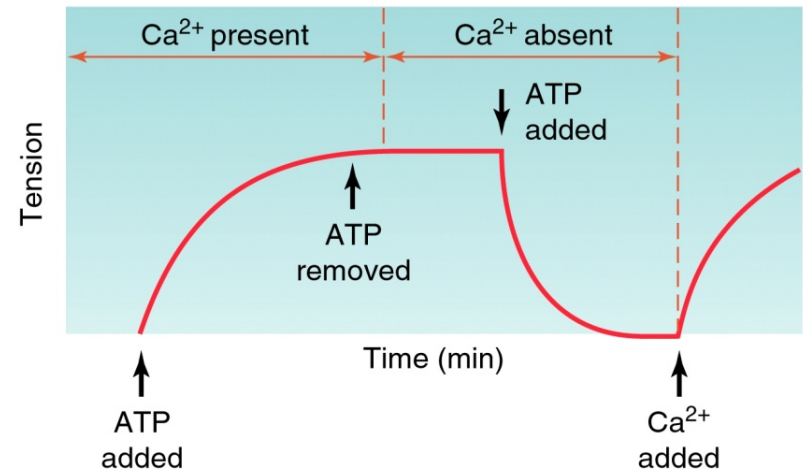 Ca²⁺ present
Ca²⁺ absent
ATP
added
Tension
ATP
removed
Time (min)
ATP
added
Ca²⁺
added